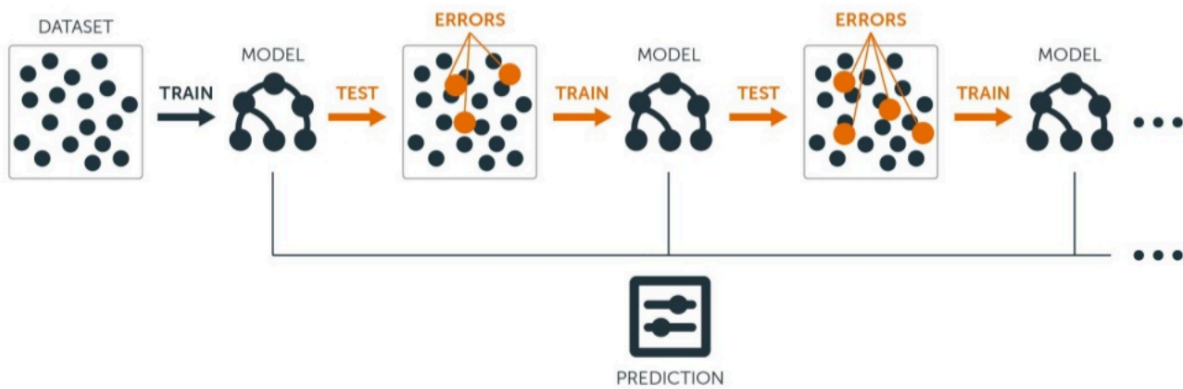 DATASET
MODEL
ERRORS
MODEL
ERRORS
MODEL
TRAIN
TEST
TRAIN
TEST
TRAIN
PREDICTION